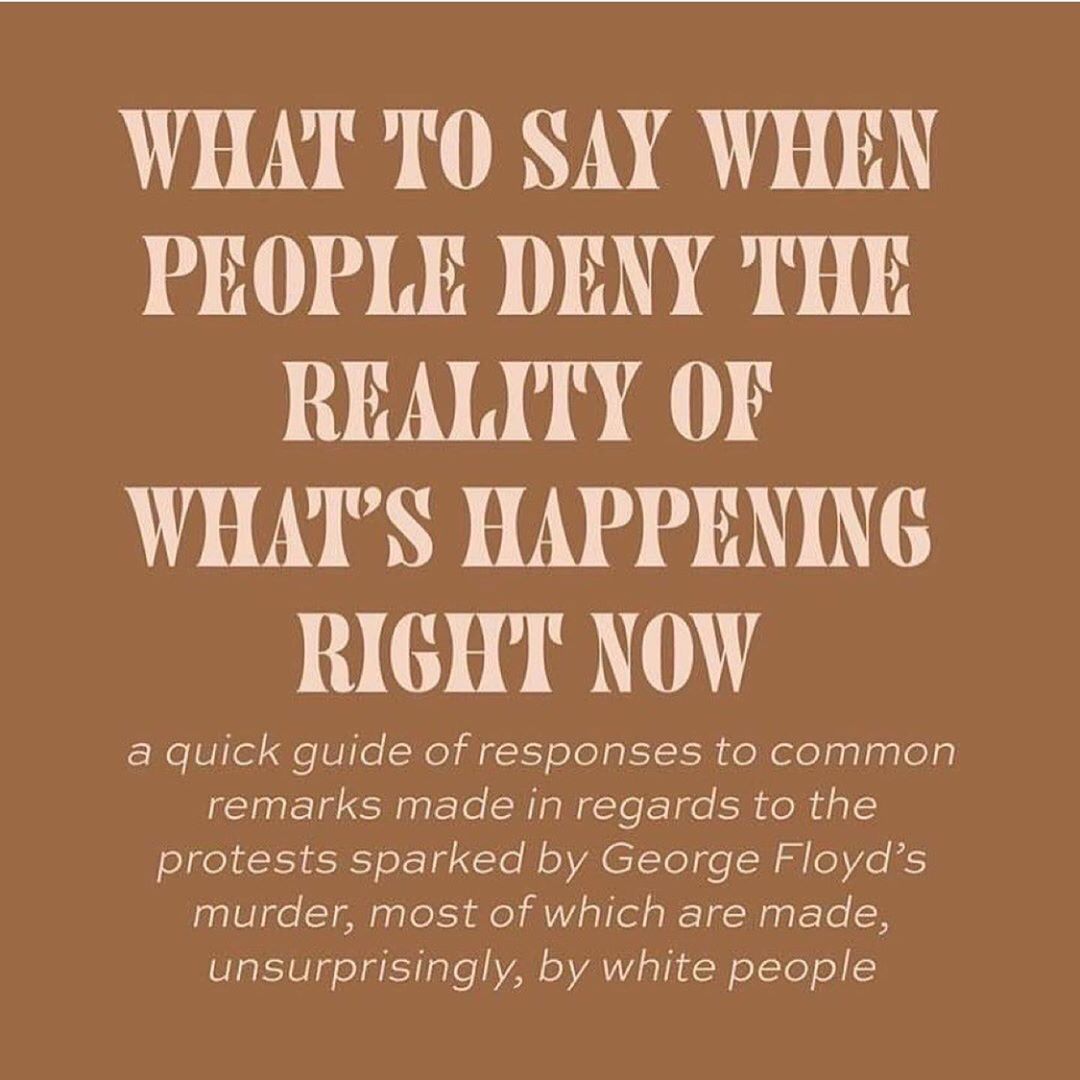 WHAT TO SAY WHEN
PEOPLE DENY THE
REALITY OF
WHAT'S HAPPENING
RIGHT NOW
a quick guide of responses to common
remarks made in regards to the
protests sparked by George Floyd's
murder, most of which are made,
unsurprisingly, by white people